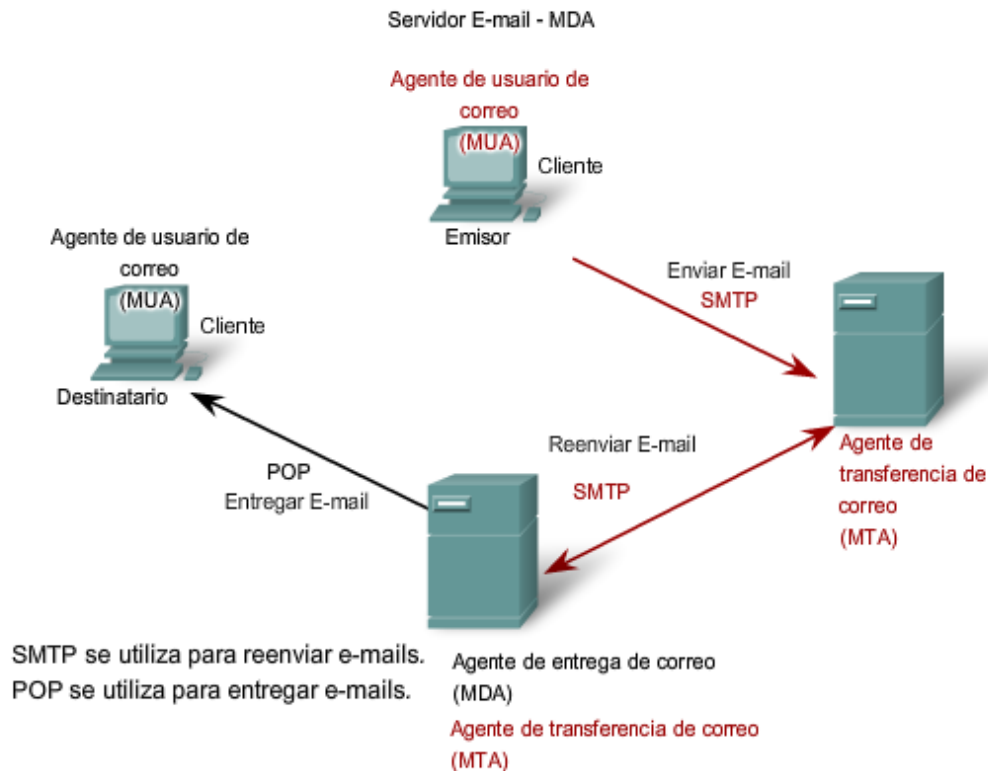 Servidor E-mail - MDA
Agente de usuario de
correo
(MUA)
Cliente
Emisor
Agente de usuario de
correo
(MUA)
Cliente
Destinatario
Enviar E-mail
SMTP
Reenviar E-mail
SMTP
Agente de
transferencia de
correo
(MTA)
POP
Entregar E-mail
SMTP se utiliza para reenviar e-mails.
POP se utiliza para entregar e-mails.
Agente de entrega de correo
(MDA)
Agente de transferencia de correo
(MTA)